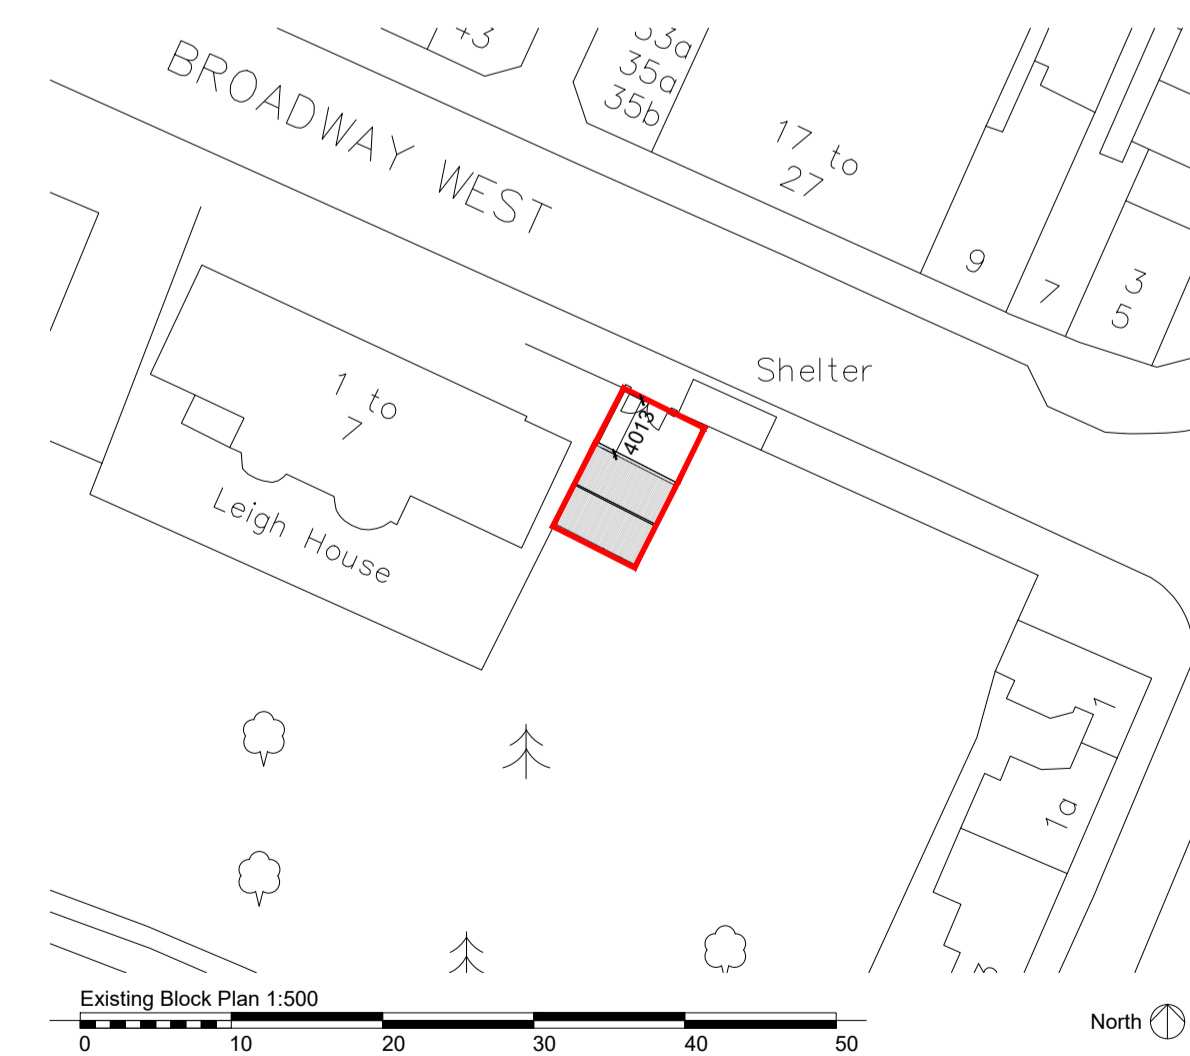 33a
35a
35b
BROADWAY WEST
17 to
27
9
7
3
5
Shelter
1 to
7
4013
Leigh House
1
1a
Existing Block Plan 1:500
North
0 10 20 30 40 50